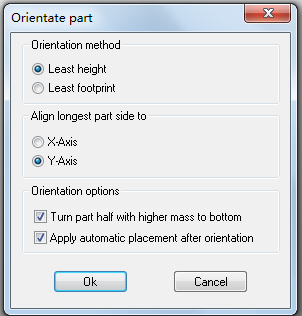 Orientate part
Orientation method
Least height
Least footprint
Align longest part side to
X-Axis
Y-Axis
Orientation options
Turn part half with higher mass to bottom
Apply automatic placement after orientation
Ok
Cancel